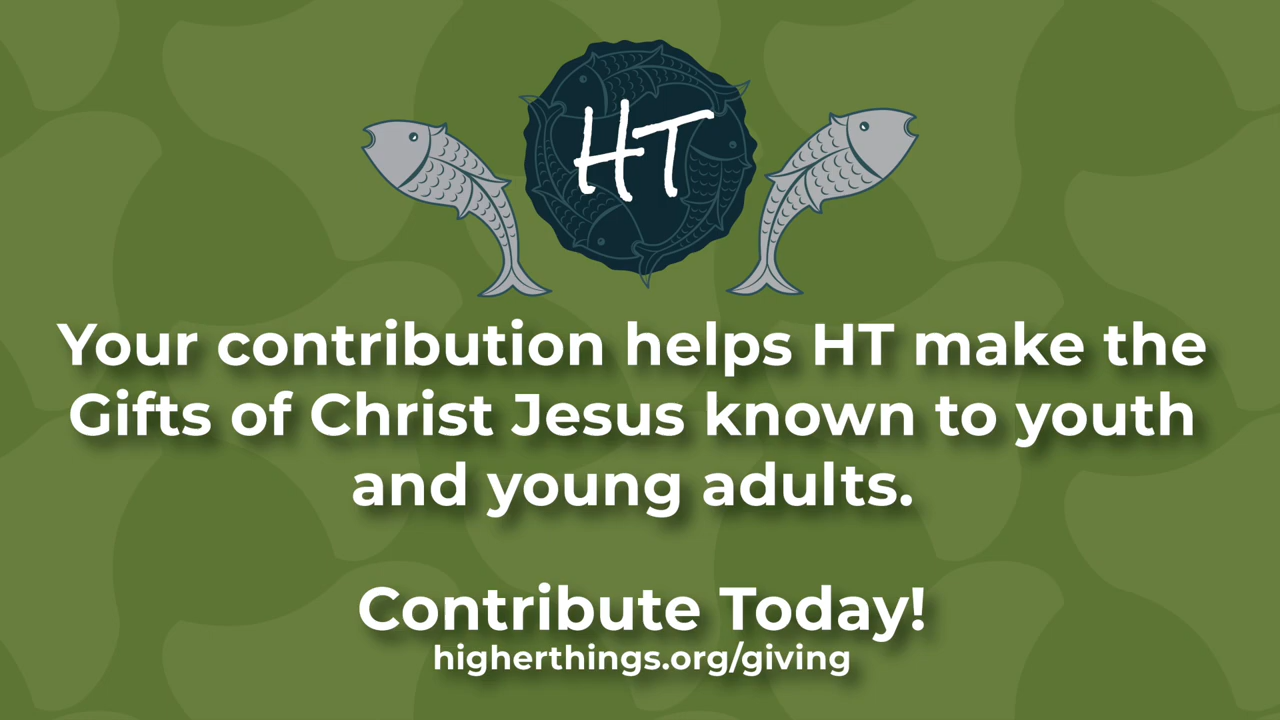 HT
Your contribution helps HT make the
Gifts of Christ Jesus known to youth
and young adults.
Contribute Today!
higherthings.org/giving